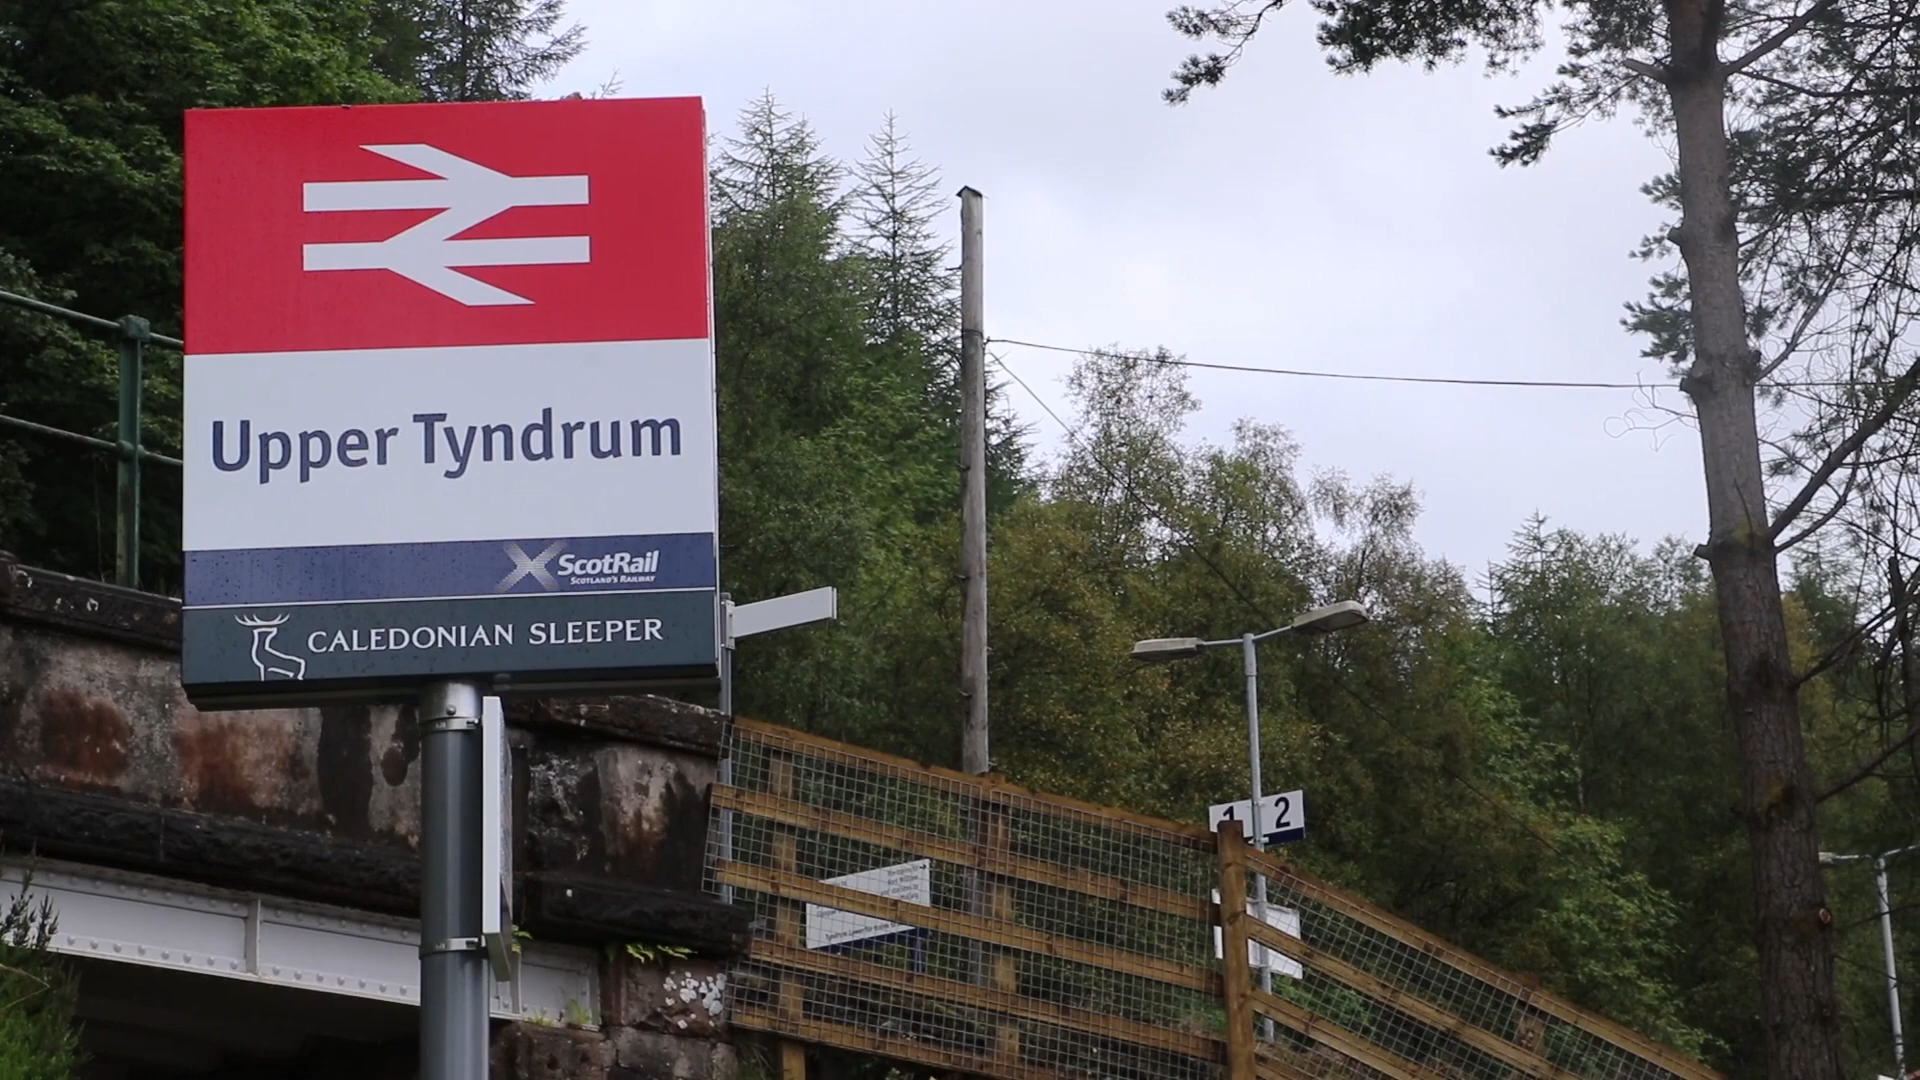 Upper Tyndrum
ScotRail
SCOTLAND'S RAILWAY
CALEDONIAN SLEEPER
1 2